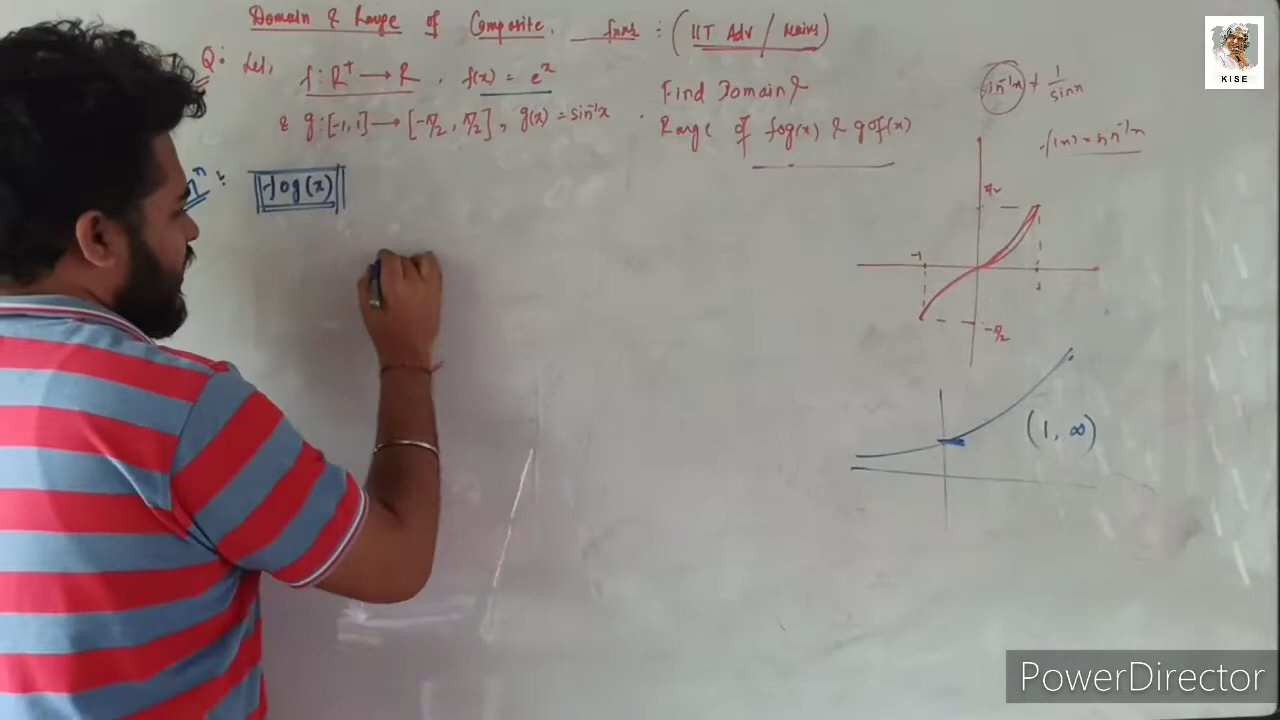 Domain & Range of Composite. fnxs : (IIT Adv / Mains)
Q: Let, f: R⁺ → R , f(x) = eˣ
& g: [-1, 1] → [-π/2, π/2], g(x) = sin⁻¹x .
Find Domain &
Range of fog(x) & gof(x)
fog(x)
sin⁻¹x ≠ 1/sinx
f(x) = sin⁻¹x
π/2
-1
1
-π/2
(1, ∞)
KISE
PowerDirector